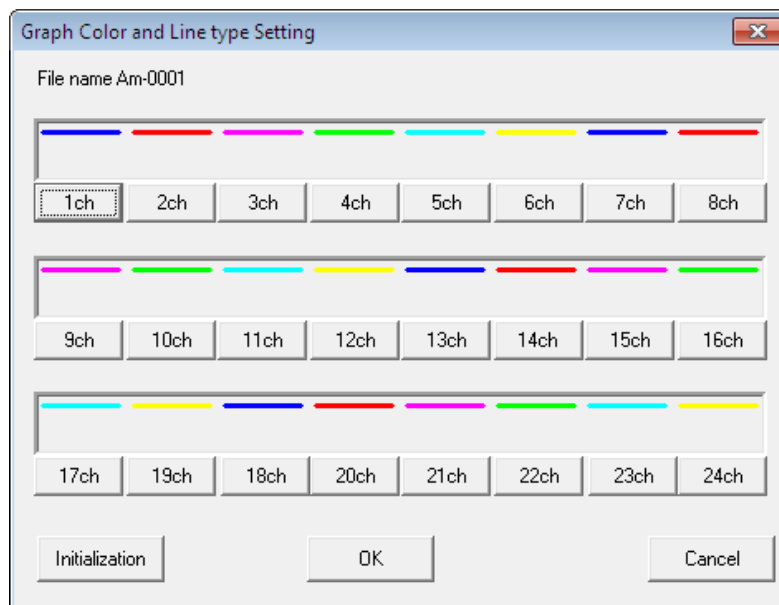 Graph Color and Line type Setting
File name Am-0001
1ch 2ch 3ch 4ch 5ch 6ch 7ch 8ch
9ch 10ch 11ch 12ch 13ch 14ch 15ch 16ch
17ch 19ch 18ch 20ch 21ch 22ch 23ch 24ch
Initialization OK Cancel